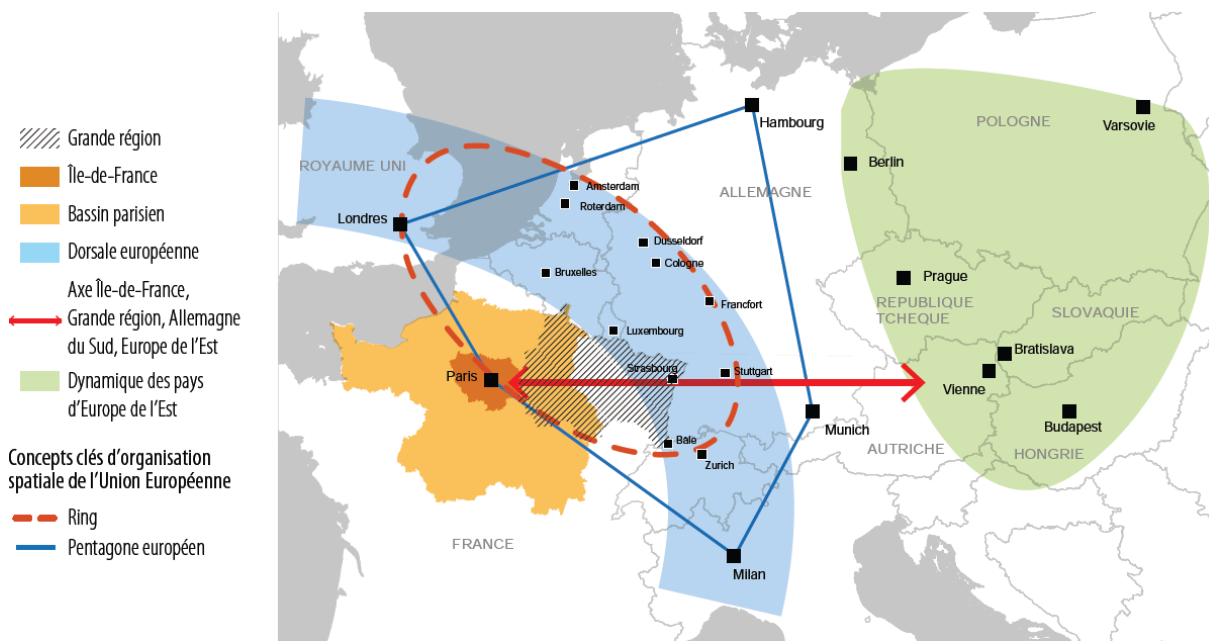 Grande région
Île-de-France
Bassin parisien
Dorsale européenne
Axe Île-de-France,
Grande région, Allemagne
du Sud, Europe de l'Est
Dynamique des pays
d'Europe de l'Est
Concepts clés d'organisation
spatiale de l'Union Européenne
Ring
Pentagone européen
Hambourg
POLOGNE
Varsovie
ROYAUME UNI
Berlin
Amsterdam
ALLEMAGNE
Roterdam
Londres
Dusseldorf
Cologne
Bruxelles
Prague
Francfort
REPUBLIQUE
TCHEQUE
SLOVAQUIE
Luxembourg
Bratislava
Strasbourg
Stuttgart
Paris
Vienne
Munich
Budapest
Bale
AUTRICHE
HONGRIE
Zurich
FRANCE
Milan